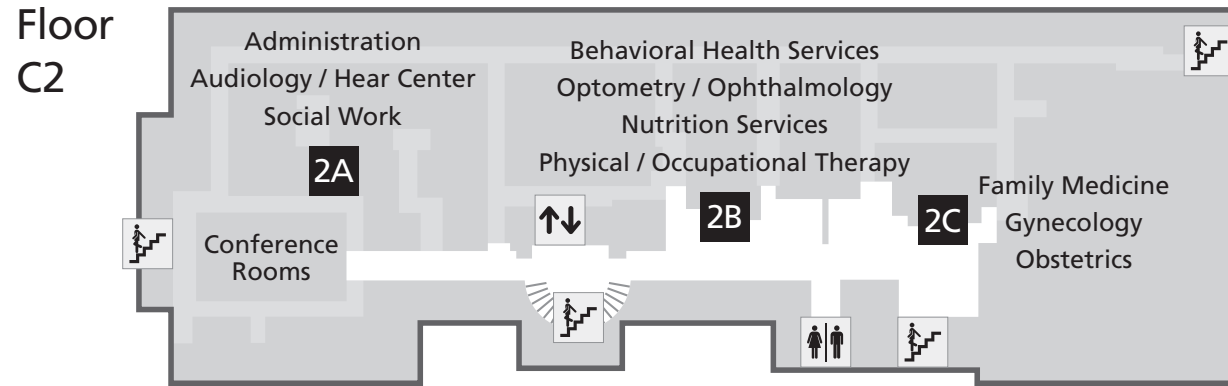 Floor
C2
Administration
Audiology / Hear Center
Social Work
2A
Conference
Rooms
Behavioral Health Services
Optometry / Ophthalmology
Nutrition Services
Physical / Occupational Therapy
2B
2C
Family Medicine
Gynecology
Obstetrics